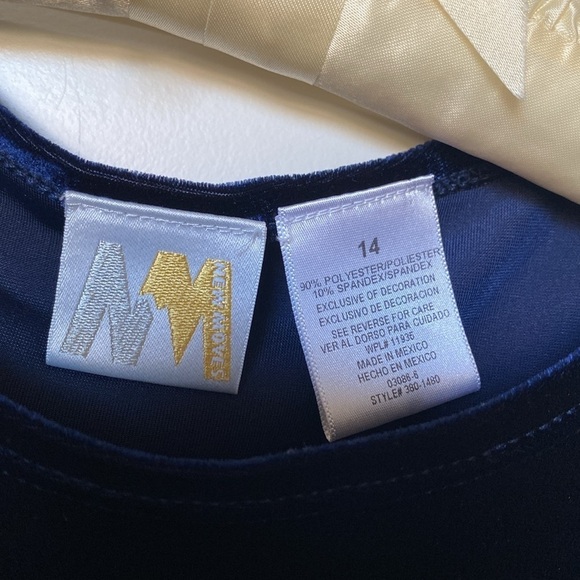 NEW MOVES
14
90% POLYESTER/POLIESTER
10% SPANDEX/SPANDEX
EXCLUSIVE OF DECORATION
EXCLUSIVO DE DECORACION
SEE REVERSE FOR CARE
VER AL DORSO PARA CUIDADO
WPL# 11936
MADE IN MEXICO
HECHO EN MEXICO
03086-6
STYLE# 380-1480